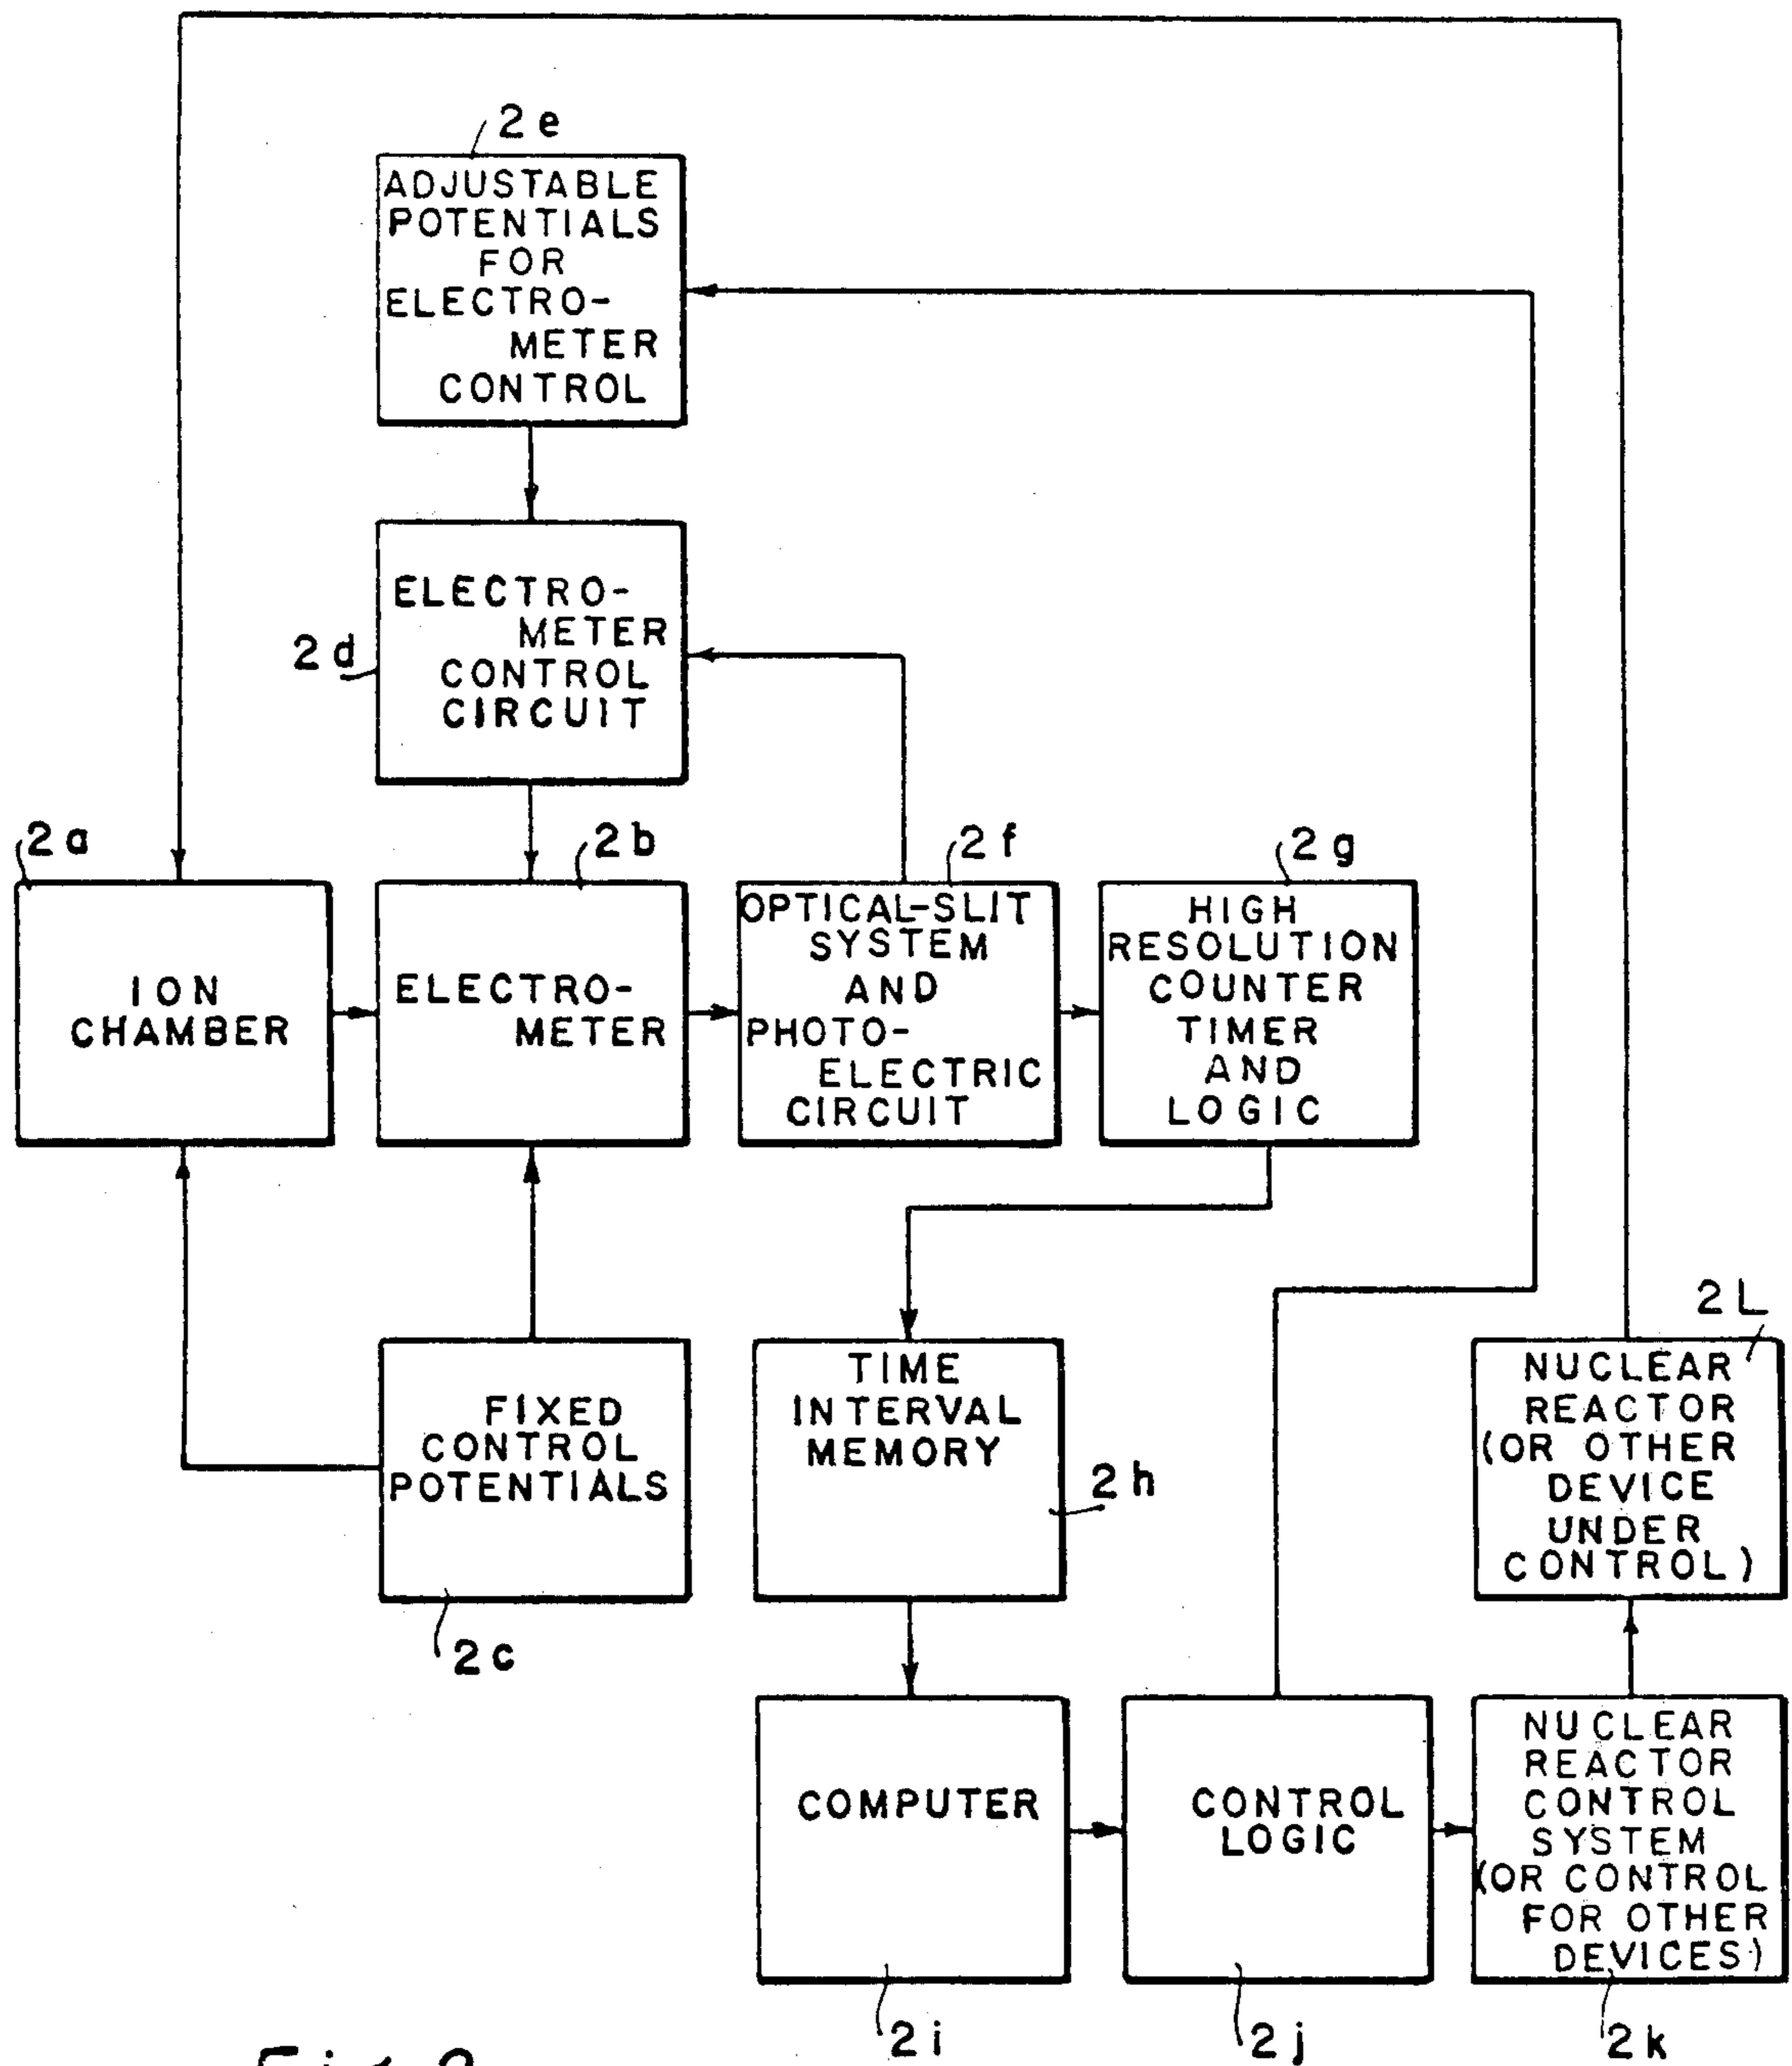 2e
ADJUSTABLE
POTENTIALS
FOR
ELECTRO-
METER
CONTROL
2d
ELECTRO-
METER
CONTROL
CIRCUIT
2a
ION
CHAMBER
2b
ELECTRO-
METER
2f
OPTICAL-SLIT
SYSTEM
AND
PHOTO-
ELECTRIC
CIRCUIT
2g
HIGH
RESOLUTION
COUNTER
TIMER
AND
LOGIC
FIXED
CONTROL
POTENTIALS
2c
TIME
INTERVAL
MEMORY
2h
2L
NUCLEAR
REACTOR
(OR OTHER
DEVICE
UNDER
CONTROL)
COMPUTER
2i
CONTROL
LOGIC
2j
NUCLEAR
REACTOR
CONTROL
SYSTEM
(OR CONTROL
FOR OTHER
DEVICES)
2k